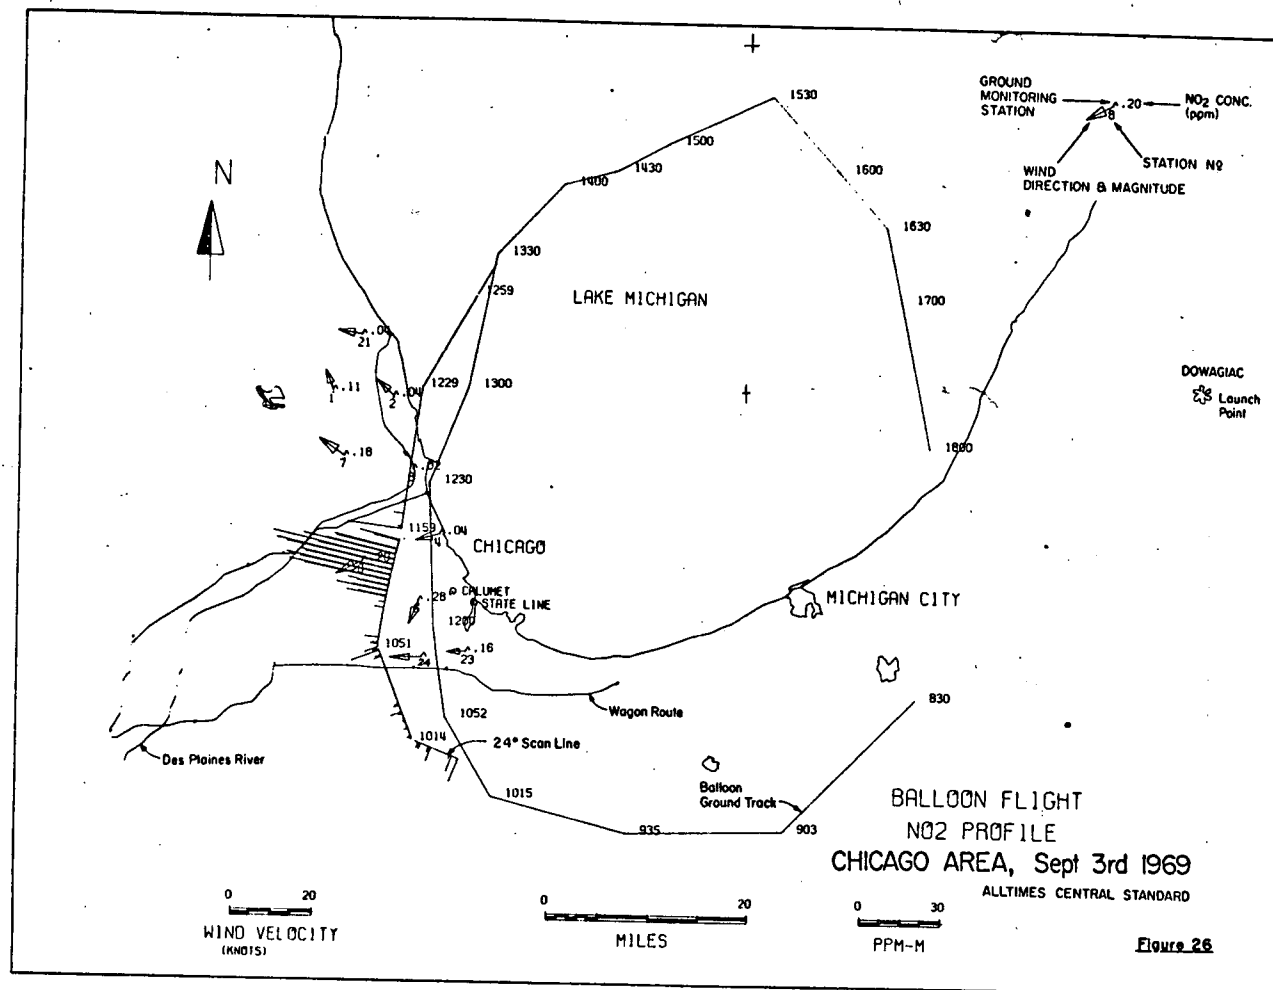 1530
GROUND
MONITORING
STATION
.20
NO2 CONC.
(ppm)
8
STATION NO
WIND
DIRECTION & MAGNITUDE
1500
1430
1400
1600
1630
N
1330
1259
LAKE MICHIGAN
1700
21
.11
1
.04
2
1229
1300
DOWAGIAC
Launch
Point
.18
7
1800
.02
1230
1159
.04
4
CHICAGO
.28
CALUMET
STATE LINE
1200
MICHIGAN CITY
1051
24
.16
23
Wagon Route
830
1052
1014
24° Scan Line
Des Plaines River
1015
Balloon
Ground Track
935
903
BALLOON FLIGHT
NO2 PROFILE
CHICAGO AREA, Sept 3rd 1969
ALLTIMES CENTRAL STANDARD
0 20
WIND VELOCITY
(KNOTS)
0 20
MILES
0 30
PPM-M
Figure 26